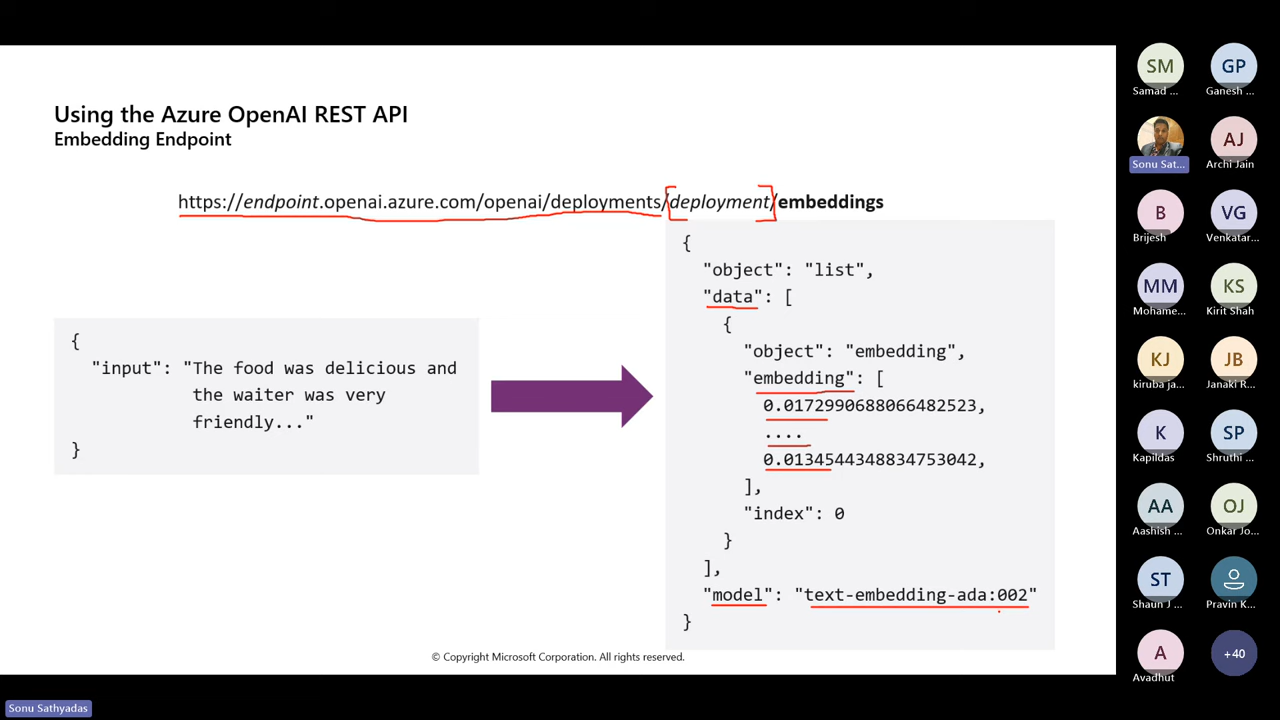 Using the Azure OpenAI REST API
Embedding Endpoint
https://endpoint.openai.azure.com/openai/deployments/deployment/embeddings
{
"input": "The food was delicious and
the waiter was very
friendly..."
}
{
"object": "list",
"data": [
{
"object": "embedding",
"embedding": [
0.0172990688066482523,
....
0.0134544348834753042,
],
"index": 0
}
],
"model": "text-embedding-ada:002"
}
© Copyright Microsoft Corporation. All rights reserved.
SM
Samad ...
GP
Ganesh ...
Sonu Sat...
AJ
Archi Jain
B
Brijesh
VG
Venkatar...
MM
Mohame...
KS
Kirit Shah
KJ
kiruba ja...
JB
Janaki R...
K
Kapildas
SP
Shruthi ...
AA
Aashish ...
OJ
Onkar Jo...
ST
Shaun J ...
Pravin K...
A
Avadhut
+40
Sonu Sathyadas